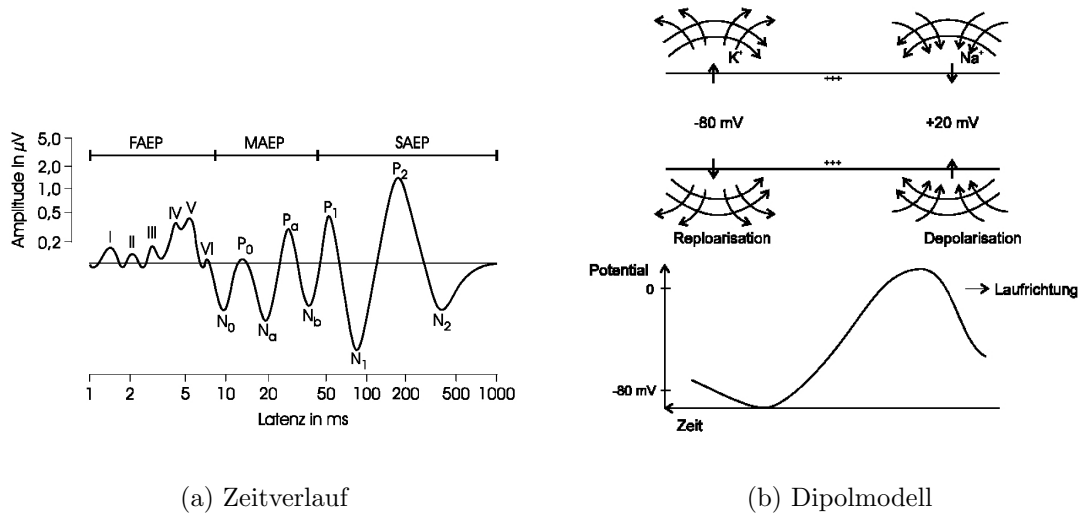 Amplitude in µV
5,0
2,0
1,0
0,5
0,2
FAEP
MAEP
SAEP
I
II
III
IV
V
VI
P0
Pa
P1
P2
N0
Na
Nb
N1
N2
1 2 5 10 20 50 100 200 500 1000
Latenz in ms
(a) Zeitverlauf
K+
Na+
+++
-80 mV
+20 mV
+++
Reploarisation
Depolarisation
Potential
0
Laufrichtung
-80 mV
Zeit
(b) Dipolmodell